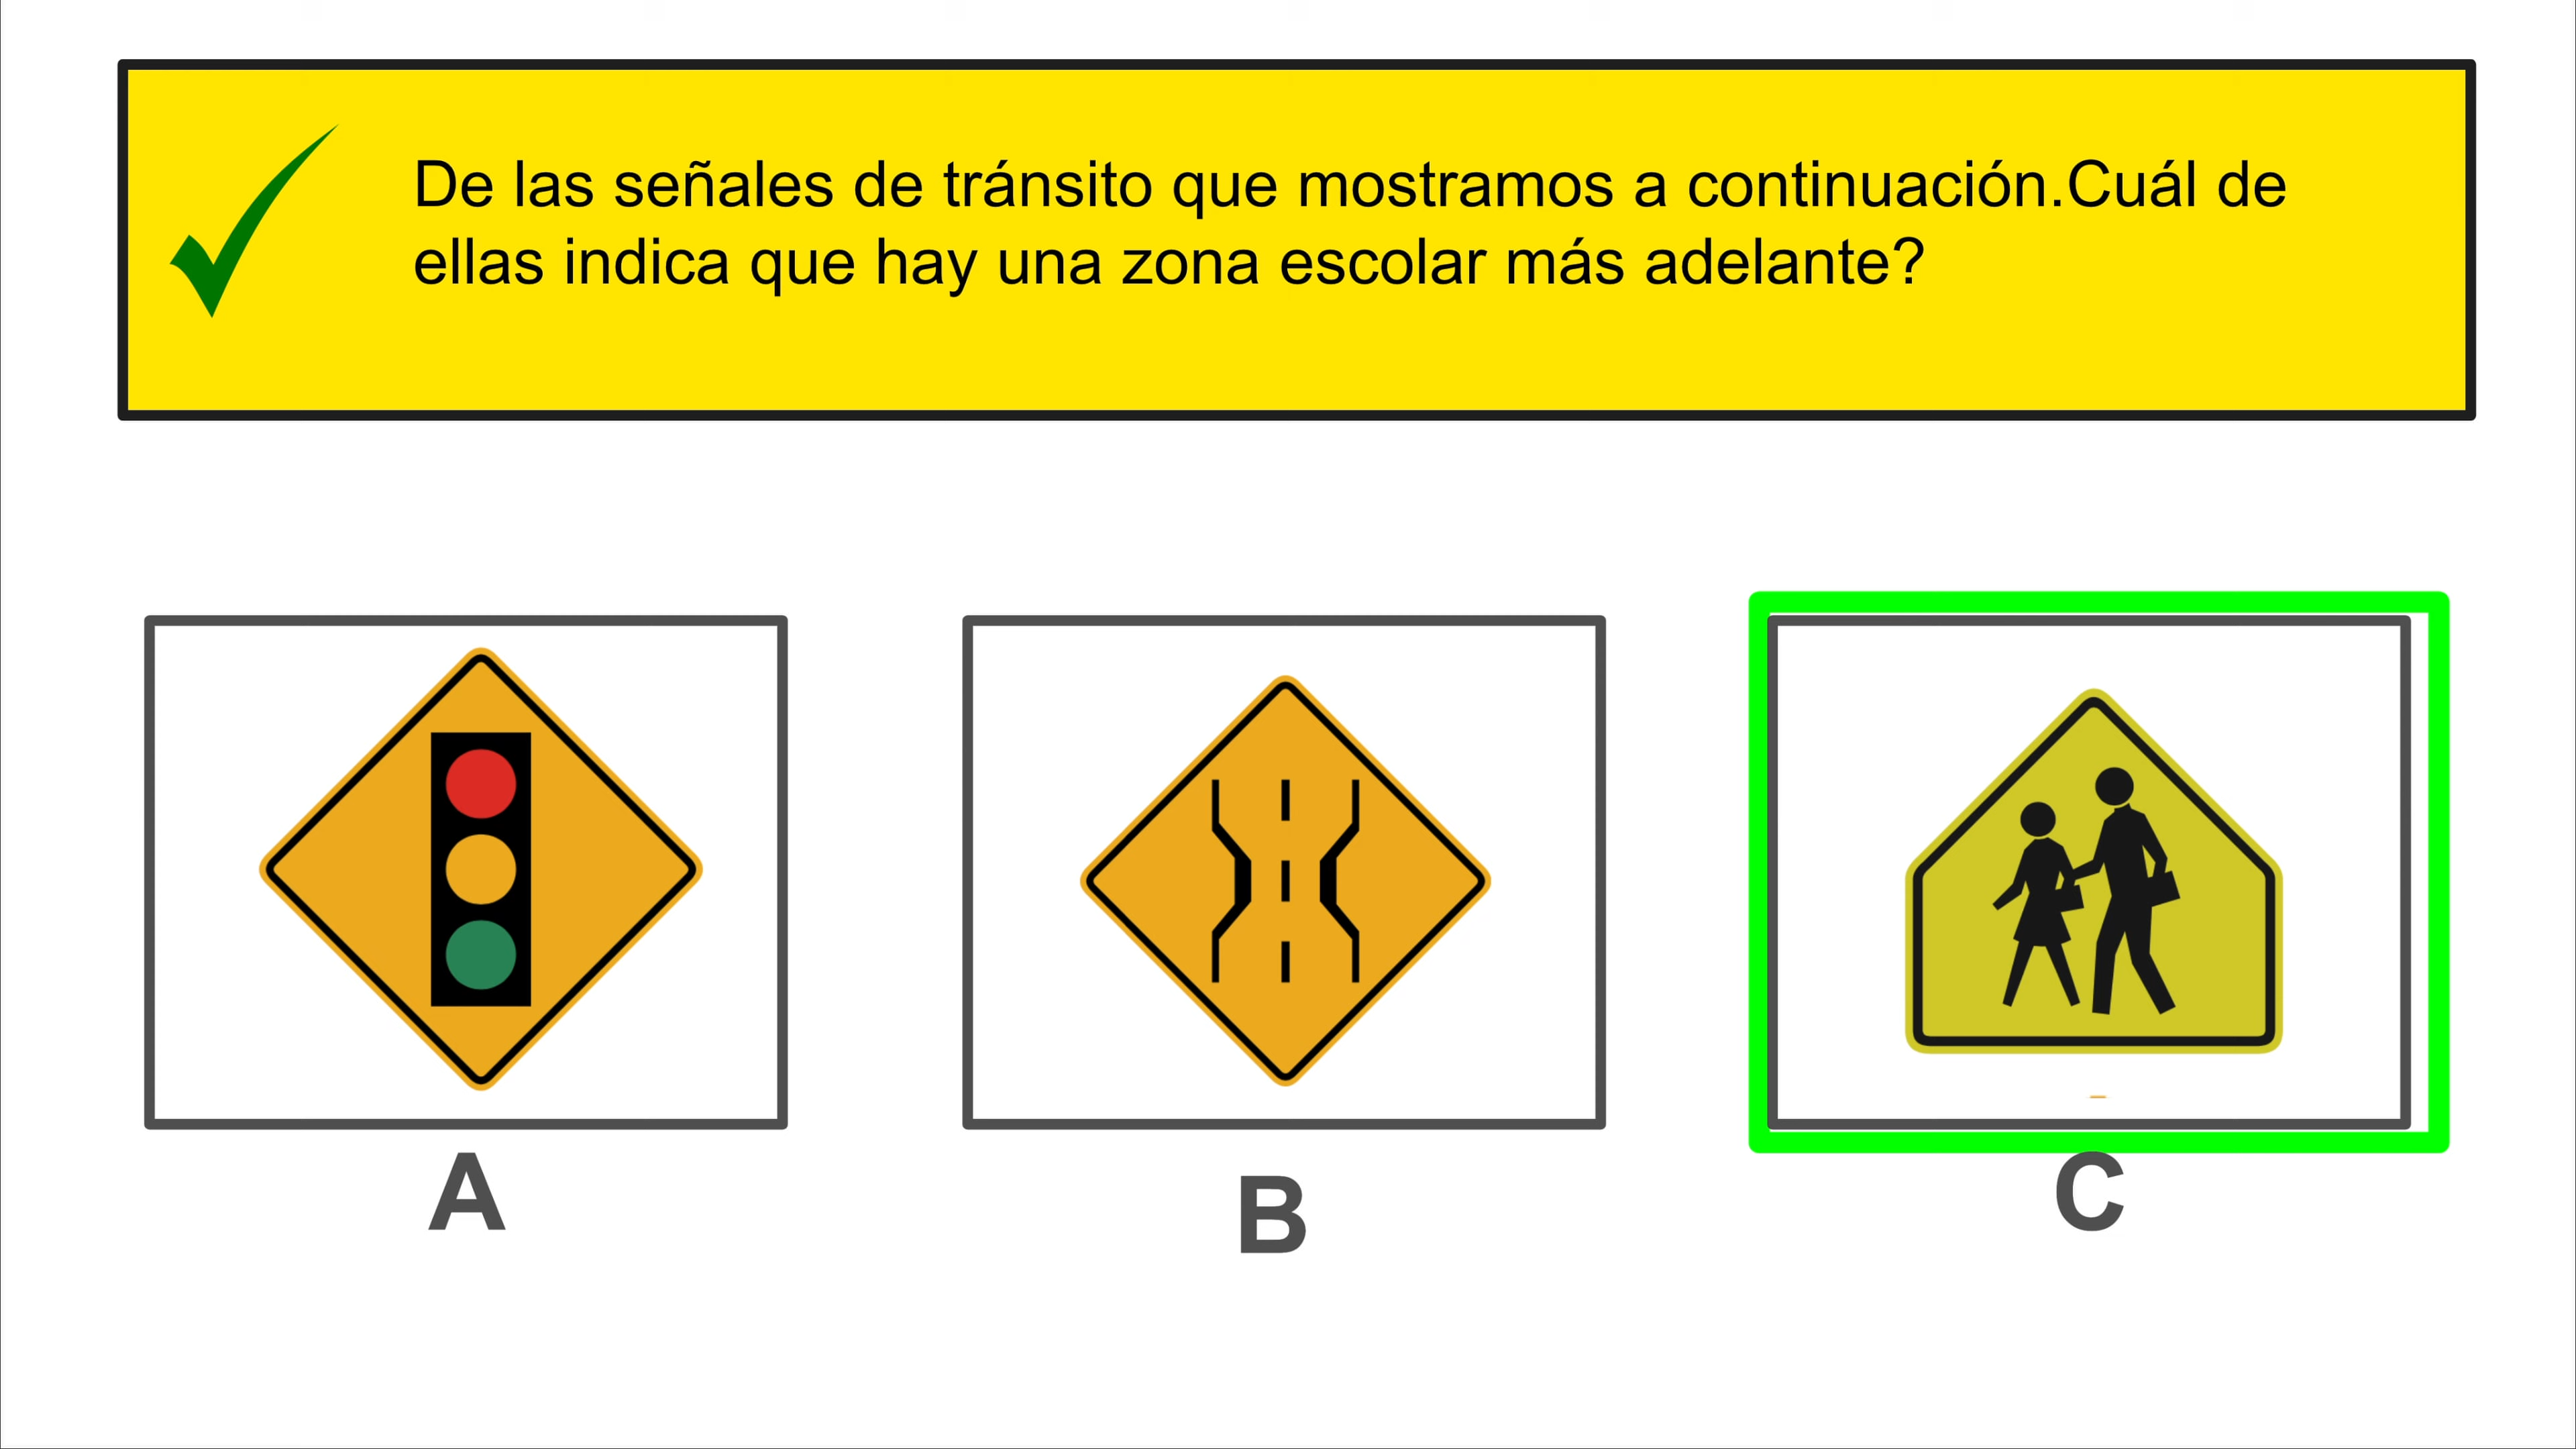 De las señales de tránsito que mostramos a continuación.Cuál de
ellas indica que hay una zona escolar más adelante?
A
B
C